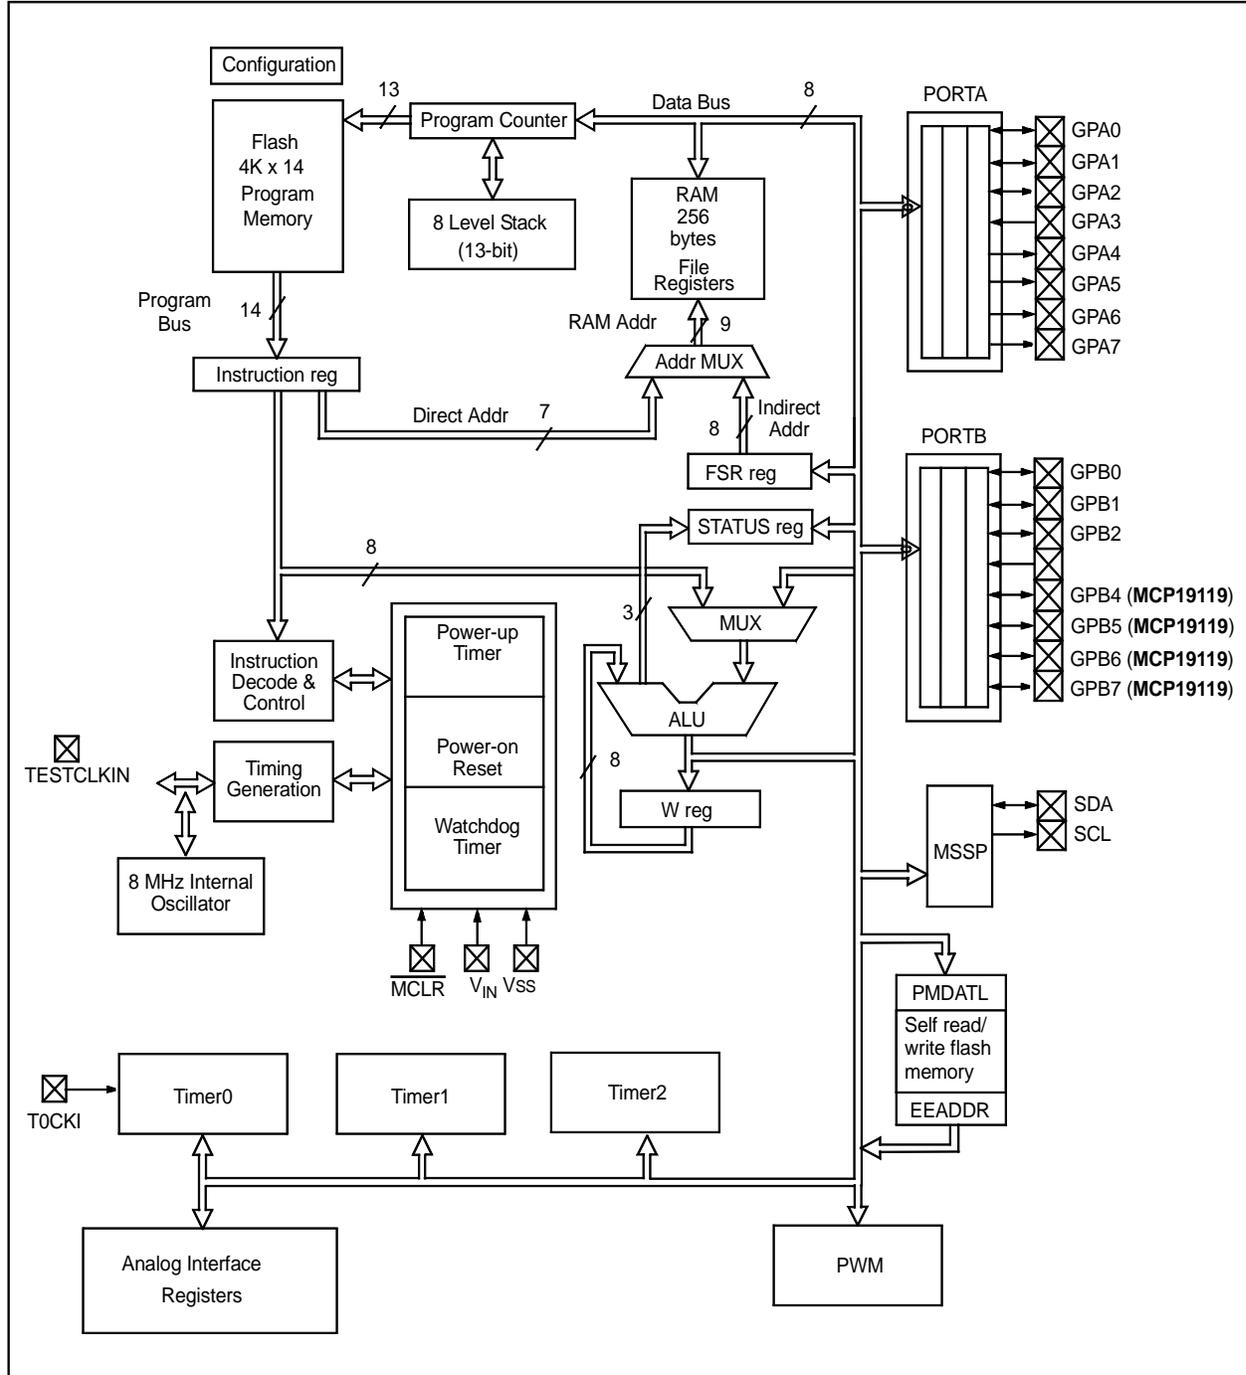 Configuration
Flash
4K x 14
Program
Memory
13
Program Counter
8 Level Stack
(13-bit)
Data Bus
8
RAM
256
bytes
File
Registers
RAM Addr
9
Addr MUX
Program
Bus
14
Instruction reg
Direct Addr
7
8
Indirect
Addr
FSR reg
STATUS reg
8
3
MUX
ALU
8
W reg
Instruction
Decode &
Control
Timing
Generation
TESTCLKIN
8 MHz Internal
Oscillator
Power-up
Timer
Power-on
Reset
Watchdog
Timer
MCLR
VIN
VSS
PORTA
GPA0
GPA1
GPA2
GPA3
GPA4
GPA5
GPA6
GPA7
PORTB
GPB0
GPB1
GPB2
GPB4 (MCP19119)
GPB5 (MCP19119)
GPB6 (MCP19119)
GPB7 (MCP19119)
MSSP
SDA
SCL
PMDATL
Self read/
write flash
memory
EEADDR
T0CKI
Timer0
Timer1
Timer2
Analog Interface
Registers
PWM